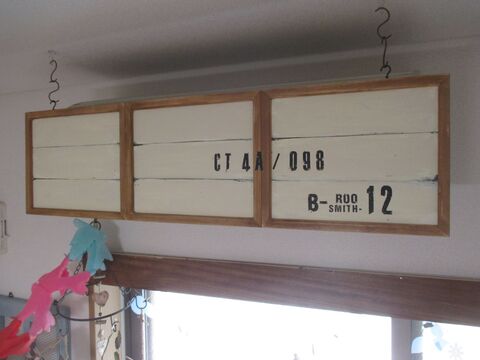 CT 4A / 098
B- ROO SMITH- 12